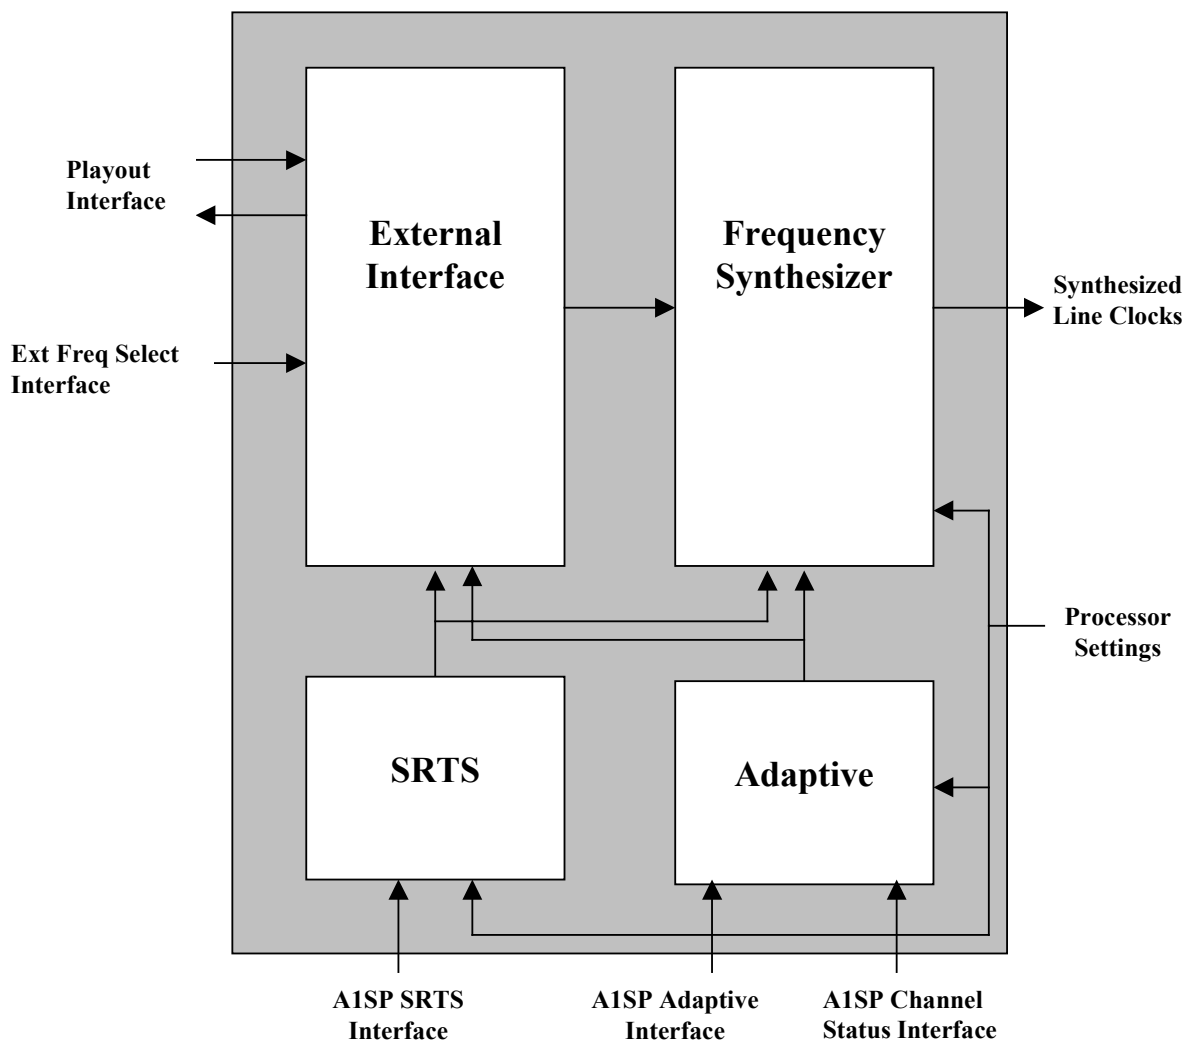 Playout
Interface
External
Interface
Frequency
Synthesizer
Synthesized
Line Clocks
Ext Freq Select
Interface
Processor
Settings
SRTS
Adaptive
A1SP SRTS
Interface
A1SP Adaptive
Interface
A1SP Channel
Status Interface